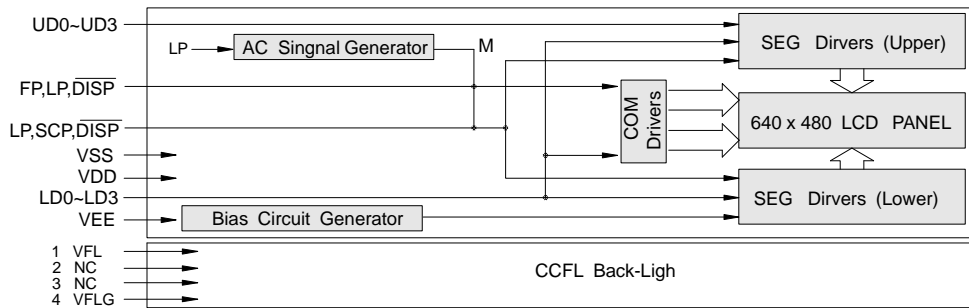 UD0~UD3
SEG Dirvers (Upper)
LP
AC Singnal Generator
M
FP,LP,DISP
COM Drivers
640 x 480 LCD PANEL
LP,SCP,DISP
VSS
VDD
LD0~LD3
SEG Dirvers (Lower)
VEE
Bias Circuit Generator
1 VFL
2 NC
3 NC
4 VFLG
CCFL Back-Ligh